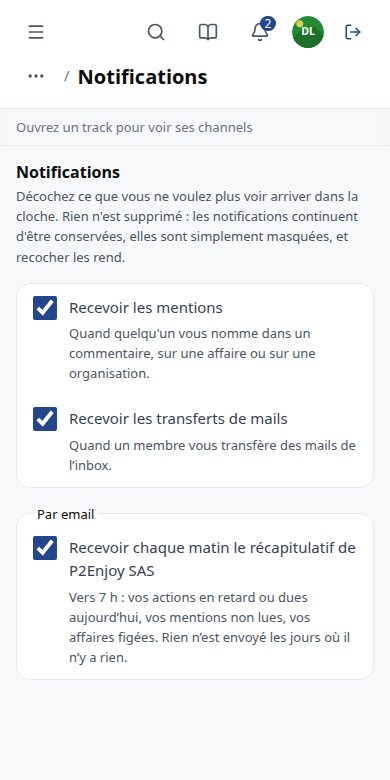 2
DL
/ Notifications
Ouvrez un track pour voir ses channels
Notifications
Décochez ce que vous ne voulez plus voir arriver dans la
cloche. Rien n'est supprimé : les notifications continuent
d'être conservées, elles sont simplement masquées, et
recocher les rend.
Recevoir les mentions
Quand quelqu'un vous nomme dans un
commentaire, sur une affaire ou sur une
organisation.
Recevoir les transferts de mails
Quand un membre vous transfère des mails de
l’inbox.
Par email
Recevoir chaque matin le récapitulatif de
P2Enjoy SAS
Vers 7 h : vos actions en retard ou dues
aujourd’hui, vos mentions non lues, vos
affaires figées. Rien n’est envoyé les jours où il
n’y a rien.